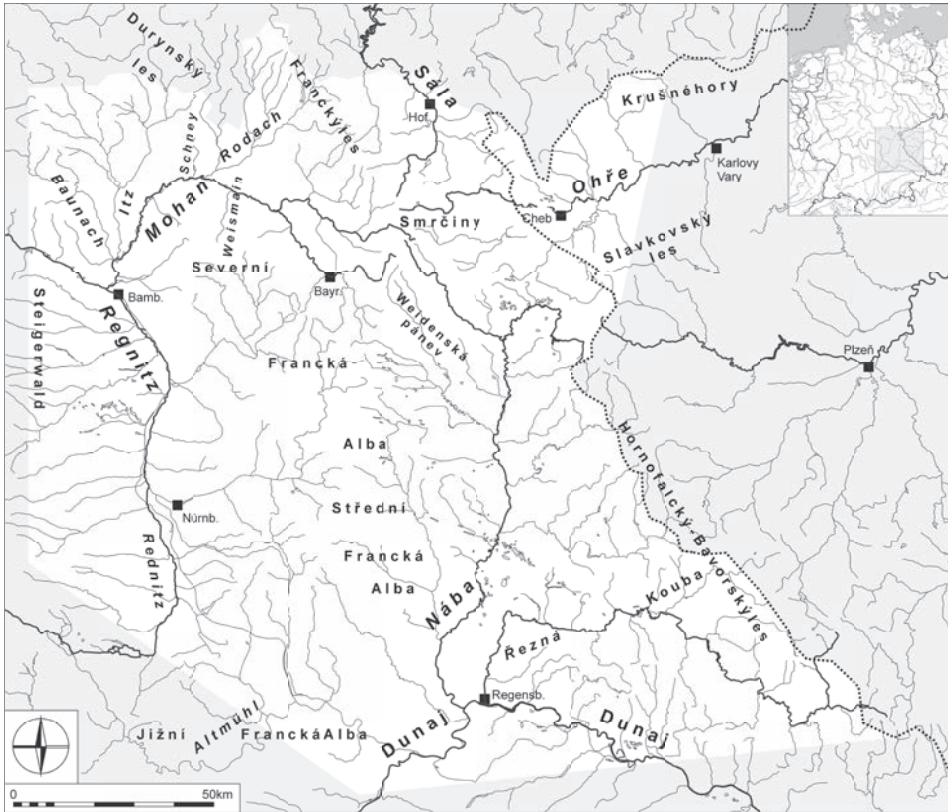 Durynský
les
Franckýles
Sála
Hof.
Krušnéhory
Karlovy
Vary
Schney
Rodach
Itz
Baunach
Mohan
Weismain
Ohře
Cheb
Smrčiny
Slavkovský
les
Severní
Bamb.
Bayr.
Steigerwald
Regnitz
Weidenská
pánev
Plzeň
Francká
Alba
Hornofalcký-Bavorskýles
Střední
Nürnb.
Francká
Rednitz
Alba
Nába
Kouba
Řezná
Regensb.
Altmühl
Jižní
FranckáAlba
Dunaj
Dunaj
0
50km